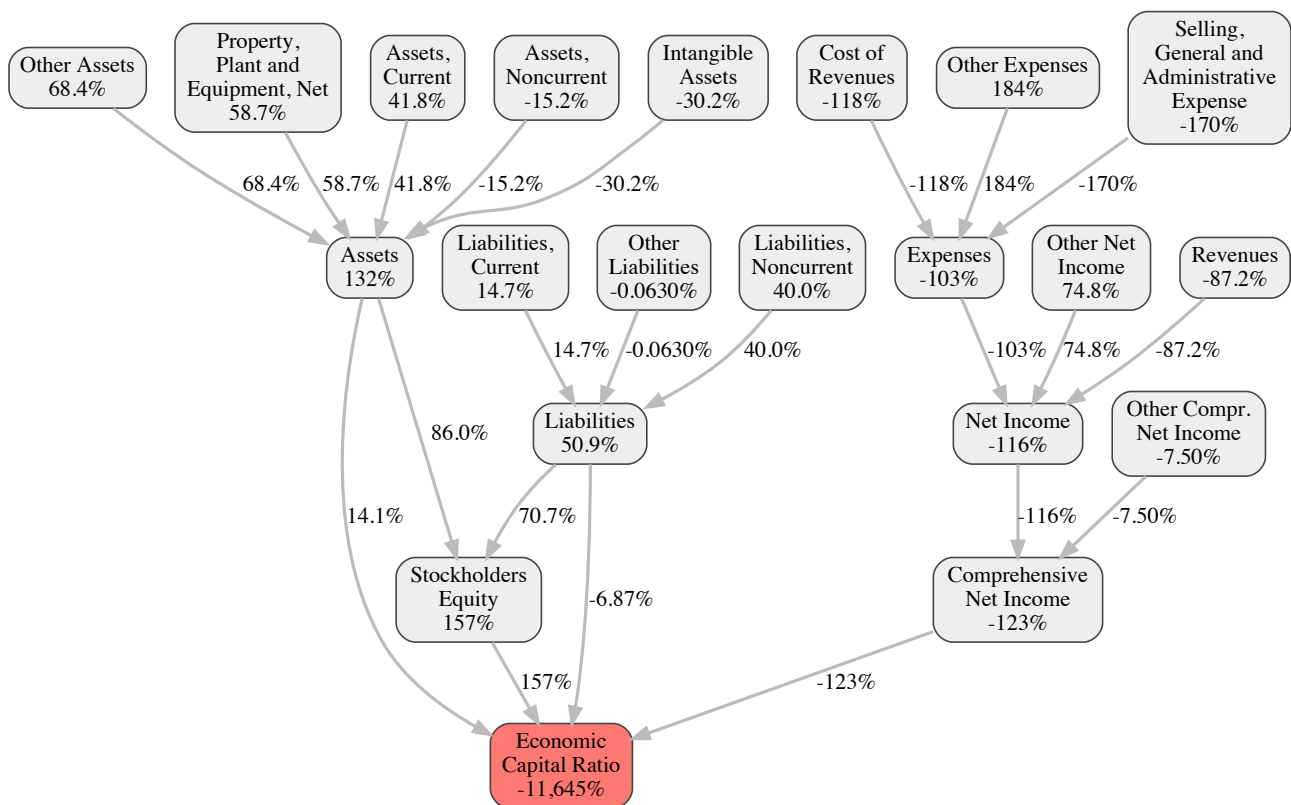 Other Assets
68.4%
Property,
Plant and
Equipment, Net
58.7%
Assets,
Current
41.8%
Assets,
Noncurrent
-15.2%
Intangible
Assets
-30.2%
Cost of
Revenues
-118%
Other Expenses
184%
Selling,
General and
Administrative
Expense
-170%
68.4%
58.7%
41.8%
-15.2%
-30.2%
-118%
184%
-170%
Assets
132%
Liabilities,
Current
14.7%
Other
Liabilities
-0.0630%
Liabilities,
Noncurrent
40.0%
Expenses
-103%
Other Net
Income
74.8%
Revenues
-87.2%
14.7%
-0.0630%
40.0%
-103%
74.8%
-87.2%
86.0%
Liabilities
50.9%
Net Income
-116%
Other Compr.
Net Income
-7.50%
14.1%
70.7%
-116%
-7.50%
Stockholders
Equity
157%
-6.87%
Comprehensive
Net Income
-123%
157%
-123%
Economic
Capital Ratio
-11,645%